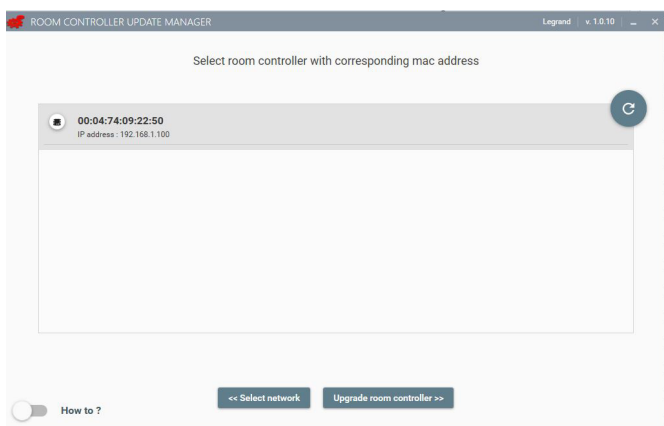 ROOM CONTROLLER UPDATE MANAGER
Legrand v. 1.0.10
Select room controller with corresponding mac address
00:04:74:09:22:50
IP address : 192.168.1.100
<< Select network
Upgrade room controller >>
How to ?